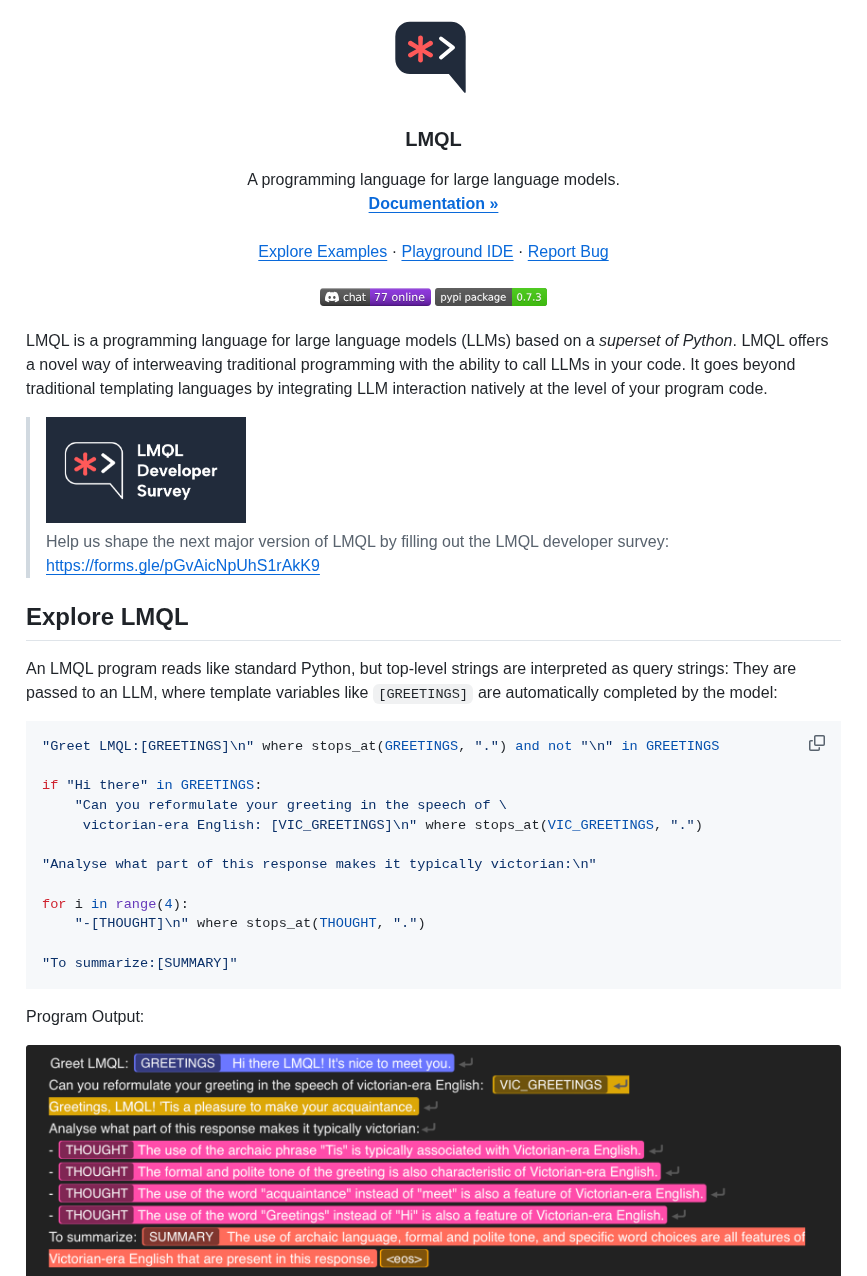 LMQL
A programming language for large language models.
Documentation »
Explore Examples · Playground IDE · Report Bug
chat 77 online pypi package 0.7.3
LMQL is a programming language for large language models (LLMs) based on a superset of Python. LMQL offers
a novel way of interweaving traditional programming with the ability to call LLMs in your code. It goes beyond
traditional templating languages by integrating LLM interaction natively at the level of your program code.
LMQL
Developer
Survey
Help us shape the next major version of LMQL by filling out the LMQL developer survey:
https://forms.gle/pGvAicNpUhS1rAkK9
Explore LMQL
An LMQL program reads like standard Python, but top-level strings are interpreted as query strings: They are
passed to an LLM, where template variables like [GREETINGS] are automatically completed by the model:
"Greet LMQL:[GREETINGS]\n" where stops_at(GREETINGS, ".") and not "\n" in GREETINGS
if "Hi there" in GREETINGS:
    "Can you reformulate your greeting in the speech of \
     victorian-era English: [VIC_GREETINGS]\n" where stops_at(VIC_GREETINGS, ".")
"Analyse what part of this response makes it typically victorian:\n"
for i in range(4):
    "-[THOUGHT]\n" where stops_at(THOUGHT, ".")
"To summarize:[SUMMARY]"
Program Output:
Greet LMQL: GREETINGS Hi there LMQL! It's nice to meet you.
Can you reformulate your greeting in the speech of victorian-era English: VIC_GREETINGS
Greetings, LMQL! 'Tis a pleasure to make your acquaintance.
Analyse what part of this response makes it typically victorian:
- THOUGHT The use of the archaic phrase "Tis" is typically associated with Victorian-era English.
- THOUGHT The formal and polite tone of the greeting is also characteristic of Victorian-era English.
- THOUGHT The use of the word "acquaintance" instead of "meet" is also a feature of Victorian-era English.
- THOUGHT The use of the word "Greetings" instead of "Hi" is also a feature of Victorian-era English.
To summarize: SUMMARY The use of archaic language, formal and polite tone, and specific word choices are all features of
Victorian-era English that are present in this response. <eos>